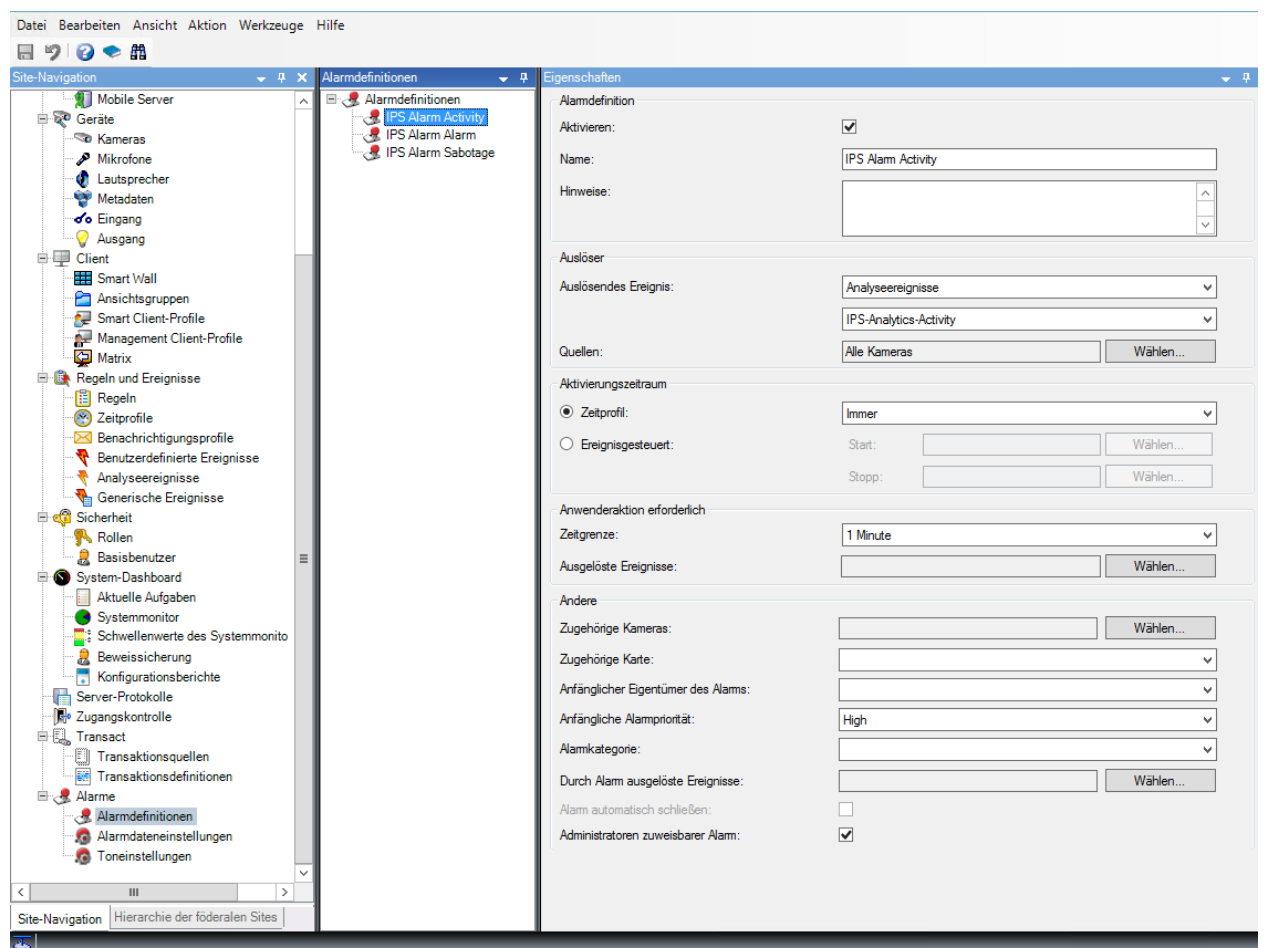 Datei Bearbeiten Ansicht Aktion Werkzeuge Hilfe
Site-Navigation
Mobile Server
Geräte
Kameras
Mikrofone
Lautsprecher
Metadaten
Eingang
Ausgang
Client
Smart Wall
Ansichtsgruppen
Smart Client-Profile
Management Client-Profile
Matrix
Regeln und Ereignisse
Regeln
Zeitprofile
Benachrichtigungsprofile
Benutzerdefinierte Ereignisse
Analyseereignisse
Generische Ereignisse
Sicherheit
Rollen
Basisbenutzer
System-Dashboard
Aktuelle Aufgaben
Systemmonitor
Schwellenwerte des Systemmonito
Beweissicherung
Konfigurationsberichte
Server-Protokolle
Zugangskontrolle
Transact
Transaktionsquellen
Transaktionsdefinitionen
Alarme
Alarmdefinitionen
Alarmdateneinstellungen
Toneinstellungen
Site-Navigation Hierarchie der föderalen Sites
Alarmdefinitionen
Alarmdefinitionen
IPS Alarm Activity
IPS Alarm Alarm
IPS Alarm Sabotage
Eigenschaften
Alarmdefinition
Aktivieren:
Name: IPS Alarm Activity
Hinweise:
Auslöser
Auslösendes Ereignis: Analyseereignisse
IPS-Analytics-Activity
Quellen: Alle Kameras Wählen...
Aktivierungszeitraum
Zeitprofil: Immer
Ereignisgesteuert: Start: Wählen...
Stopp: Wählen...
Anwenderaktion erforderlich
Zeitgrenze: 1 Minute
Ausgelöste Ereignisse: Wählen...
Andere
Zugehörige Kameras: Wählen...
Zugehörige Karte:
Anfänglicher Eigentümer des Alarms:
Anfängliche Alarmpriorität: High
Alarmkategorie:
Durch Alarm ausgelöste Ereignisse: Wählen...
Alarm automatisch schließen:
Administratoren zuweisbarer Alarm: